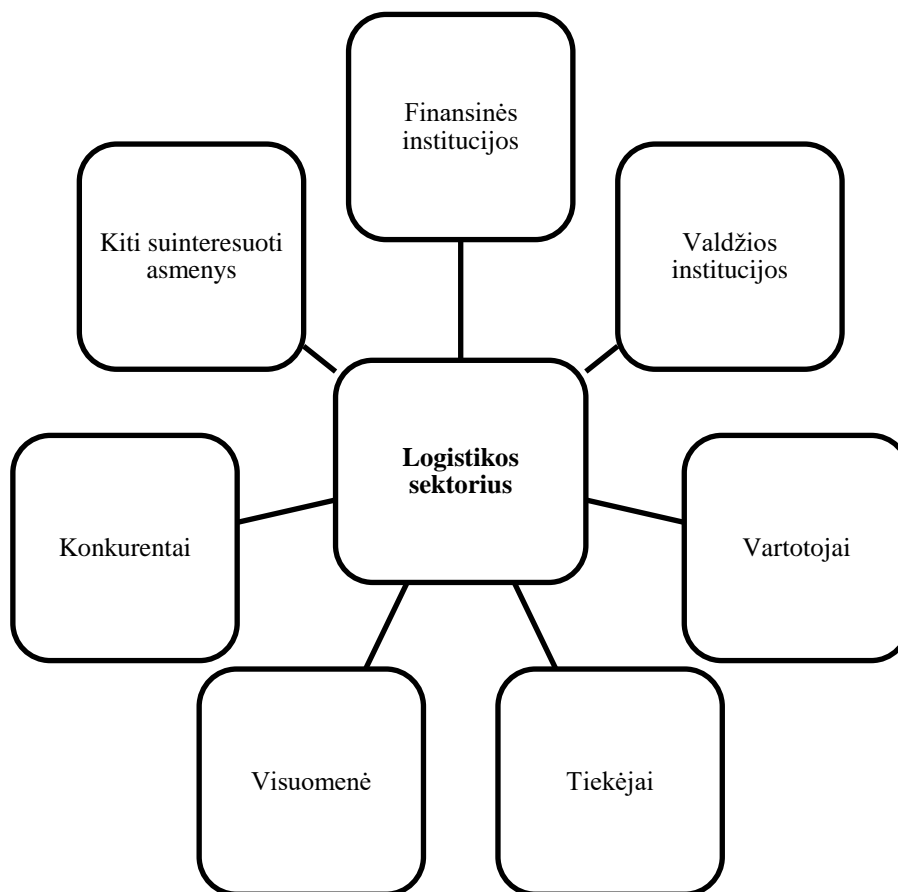 Finansinės
institucijos
Kiti suinteresuoti
asmenys
Valdžios
institucijos
Logistikos
sektorius
Konkurentai
Vartotojai
Visuomenė
Tiekėjai